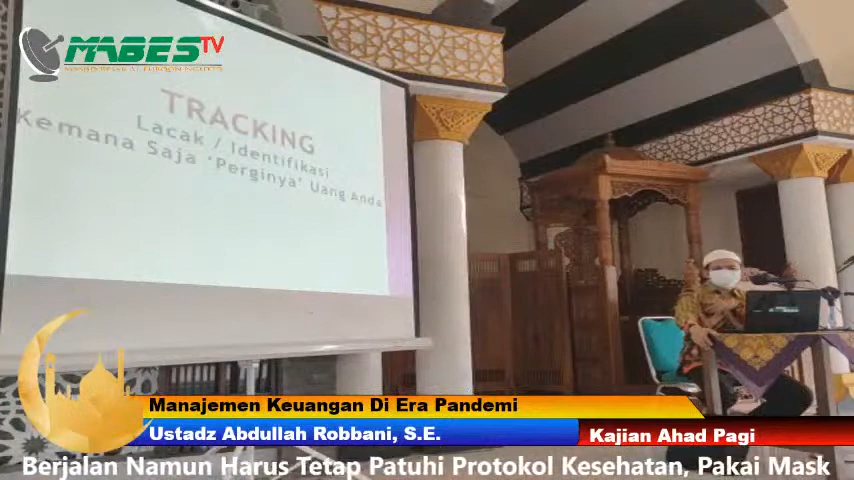 MABES TV
TRACKING
Lacak / Identifikasi
Kemana Saja 'Perginya' Uang Anda
Manajemen Keuangan Di Era Pandemi
Ustadz Abdullah Robbani, S.E.
Kajian Ahad Pagi
Berjalan Namun Harus Tetap Patuhi Protokol Kesehatan, Pakai Mask